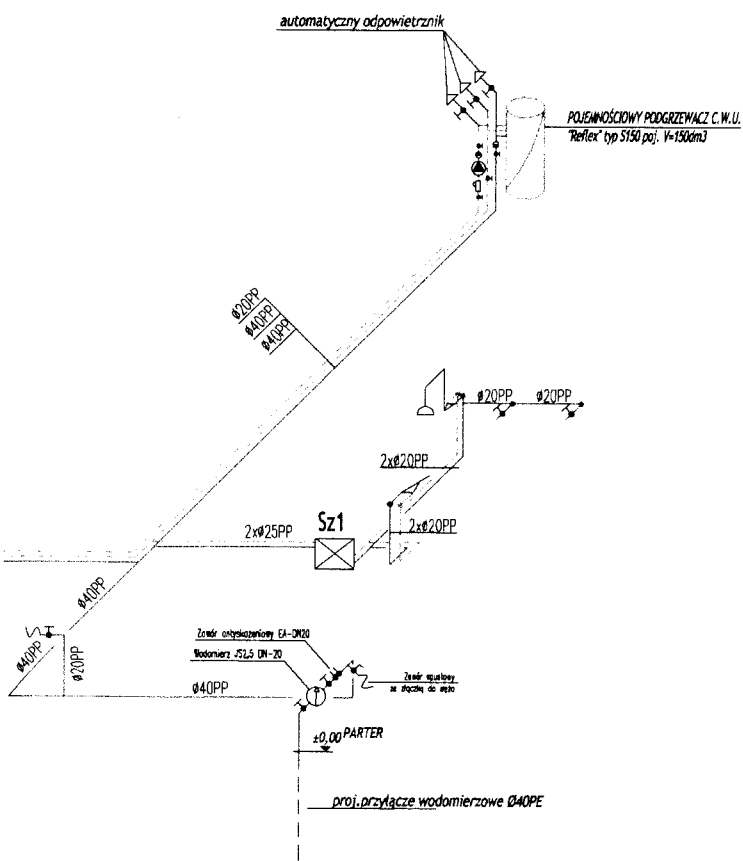 automatyczny odpowietrznik
POJEMNOŚCIOWY PODGRZEWACZ C.W.U.
"Reflex" typ S150 poj. V=150dm3
ø20PP
ø40PP
ø40PP
ø20PP
ø20PP
2xø20PP
Sz1
2xø25PP
2xø20PP
ø40PP
ø40PP
ø20PP
Zawór antyskażeniowy EA-DN20
Wodomierz JS2,5 DN-20
ø40PP
Zawór spustowy
ze złączką do węża
±0,00 PARTER
proj.przyłącze wodomierzowe Ø40PE